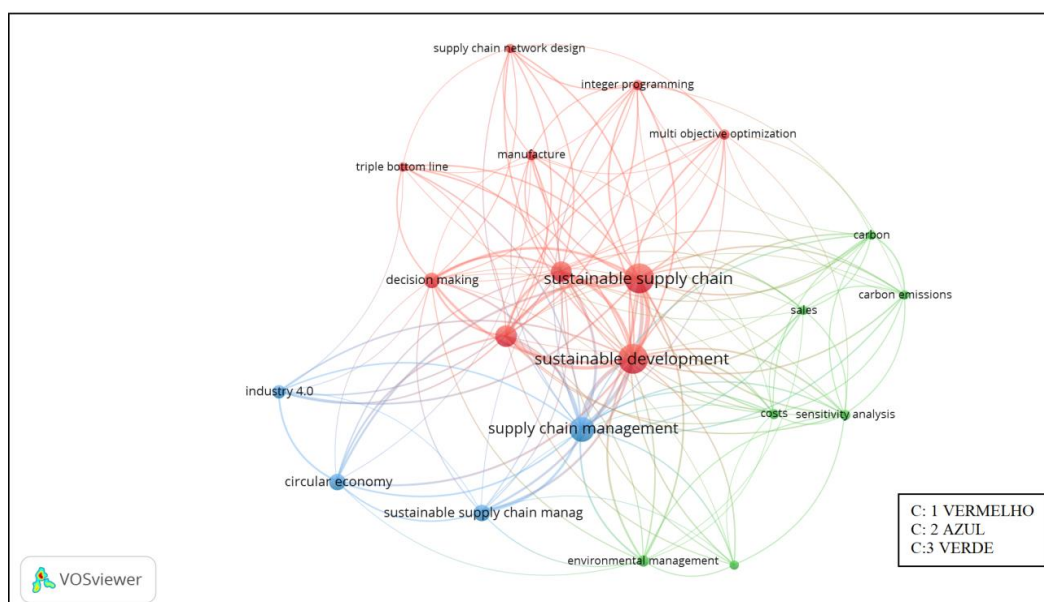 supply chain network design
integer programming
multi objective optimization
manufacture
triple bottom line
carbon
decision making
sustainable supply chain
carbon emissions
sales
sustainable development
industry 4.0
costs
sensitivity analysis
supply chain management
circular economy
sustainable supply chain manag
environmental management
C: 1 VERMELHO
C: 2 AZUL
C:3 VERDE
VOSviewer